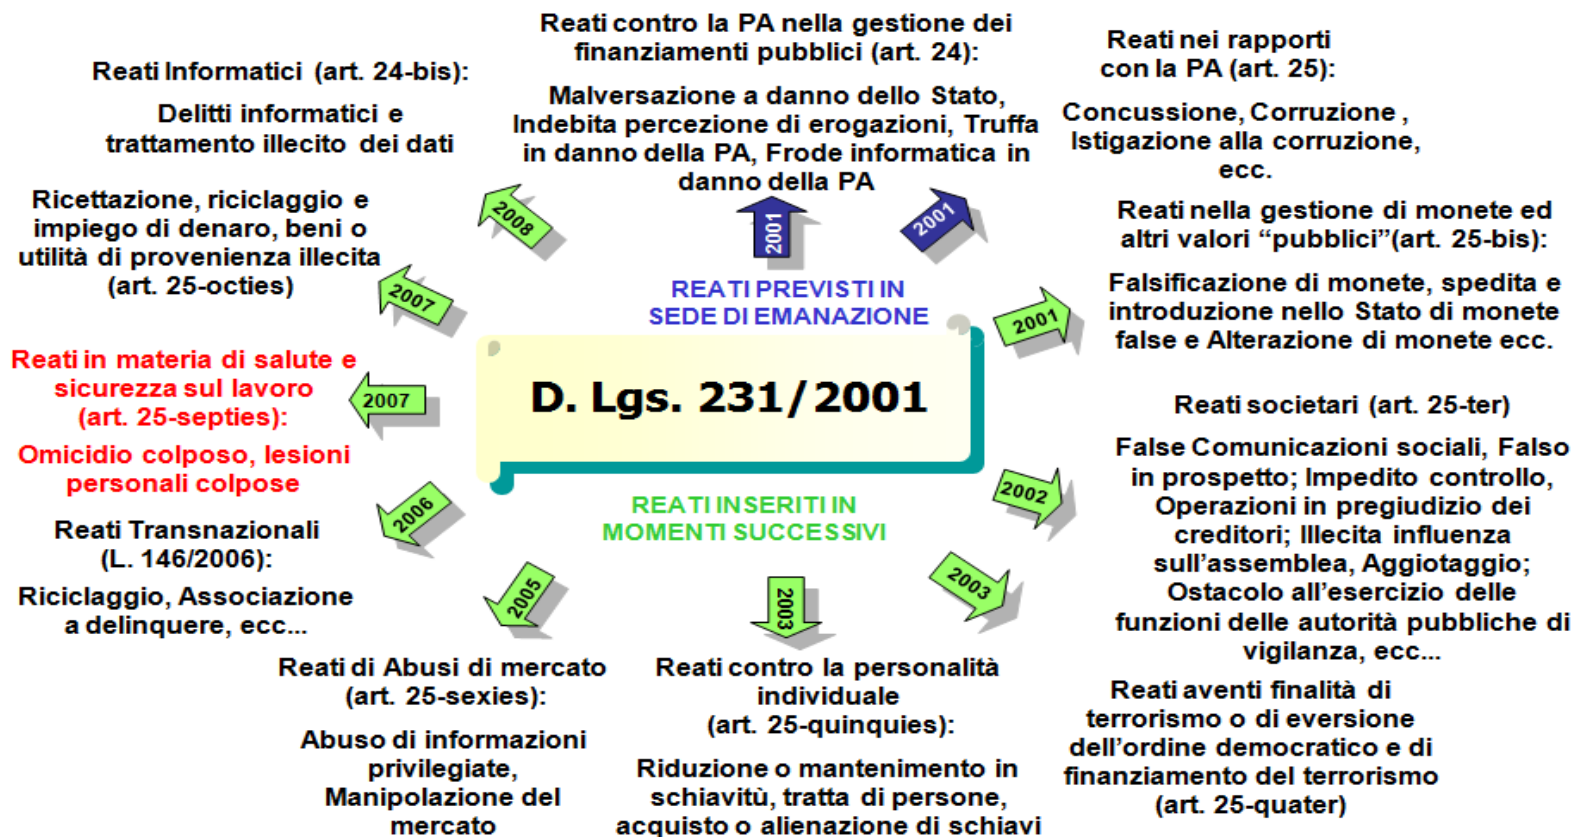 Reati contro la PA nella gestione dei
finanziamenti pubblici (art. 24):
Malversazione a danno dello Stato,
Indebita percezione di erogazioni, Truffa
in danno della PA, Frode informatica in
danno della PA
2001
Reati nei rapporti
con la PA (art. 25):
Concussione, Corruzione ,
Istigazione alla corruzione,
ecc.
2001
Reati nella gestione di monete ed
altri valori “pubblici”(art. 25-bis):
Falsificazione di monete, spedita e
introduzione nello Stato di monete
false e Alterazione di monete ecc.
2001
Reati societari (art. 25-ter)
False Comunicazioni sociali, Falso
in prospetto; Impedito controllo,
Operazioni in pregiudizio dei
creditori; Illecita influenza
sull’assemblea, Aggiotaggio;
Ostacolo all’esercizio delle
funzioni delle autorità pubbliche di
vigilanza, ecc...
2002
Reati aventi finalità di
terrorismo o di eversione
dell’ordine democratico e di
finanziamento del terrorismo
(art. 25-quater)
2003
Reati contro la personalità
individuale
(art. 25-quinquies):
Riduzione o mantenimento in
schiavitù, tratta di persone,
acquisto o alienazione di schiavi
2003
Reati di Abusi di mercato
(art. 25-sexies):
Abuso di informazioni
privilegiate,
Manipolazione del
mercato
2005
Reati Transnazionali
(L. 146/2006):
Riciclaggio, Associazione
a delinquere, ecc...
2006
Reati in materia di salute e
sicurezza sul lavoro
(art. 25-septies):
Omicidio colposo, lesioni
personali colpose
2007
Ricettazione, riciclaggio e
impiego di denaro, beni o
utilità di provenienza illecita
(art. 25-octies)
2007
Reati Informatici (art. 24-bis):
Delitti informatici e
trattamento illecito dei dati
2008
REATI PREVISTI IN
SEDE DI EMANAZIONE
D. Lgs. 231/2001
REATI INSERITI IN
MOMENTI SUCCESSIVI